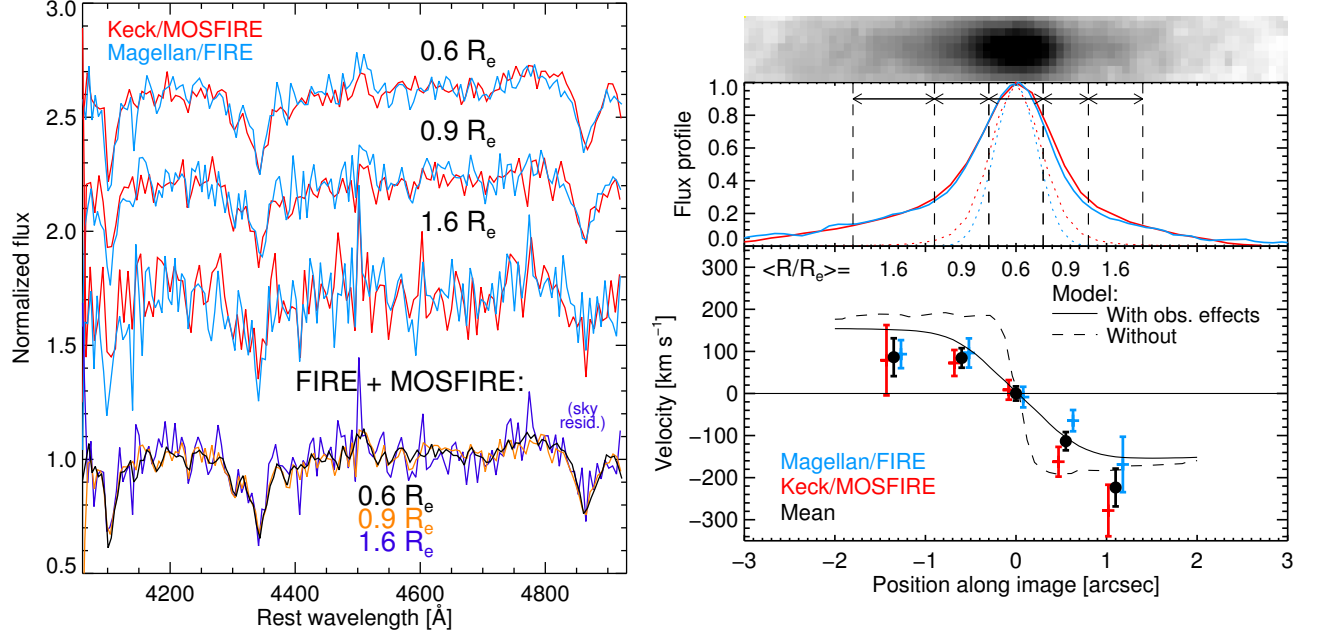 Keck/MOSFIRE
Magellan/FIRE
0.6 Re
0.9 Re
1.6 Re
FIRE + MOSFIRE:
(sky
resid.)
0.6 Re
0.9 Re
1.6 Re
3.0
2.5
2.0
1.5
1.0
0.5
Normalized flux
4200 4400 4600 4800
Rest wavelength [Å]
1.0
0.8
0.6
0.4
0.2
0.0
Flux profile
<R/Re>= 1.6 0.9 0.6 0.9 1.6
Model:
With obs. effects
Without
300
200
100
0
−100
−200
−300
Velocity [km s⁻¹]
Magellan/FIRE
Keck/MOSFIRE
Mean
−3 −2 −1 0 1 2 3
Position along image [arcsec]